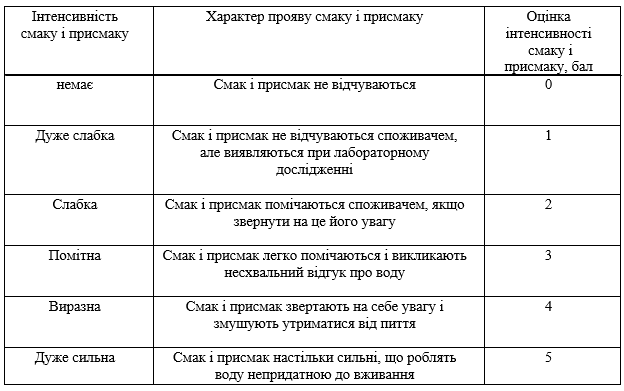 Інтенсивність
смаку і присмаку
Характер прояву смаку і присмаку
Оцінка
інтенсивності
смаку і
присмаку, бал
немає
Смак і присмак не відчуваються
0
Дуже слабка
Смак і присмак не відчуваються споживачем,
але виявляються при лабораторному
дослідженні
1
Слабка
Смак і присмак помічаються споживачем, якщо
звернути на це його увагу
2
Помітна
Смак і присмак легко помічаються і викликають
несхвальний відгук про воду
3
Виразна
Смак і присмак звертають на себе увагу і
змушують утриматися від пиття
4
Дуже сильна
Смак і присмак настільки сильні, що роблять
воду непридатною до вживання
5